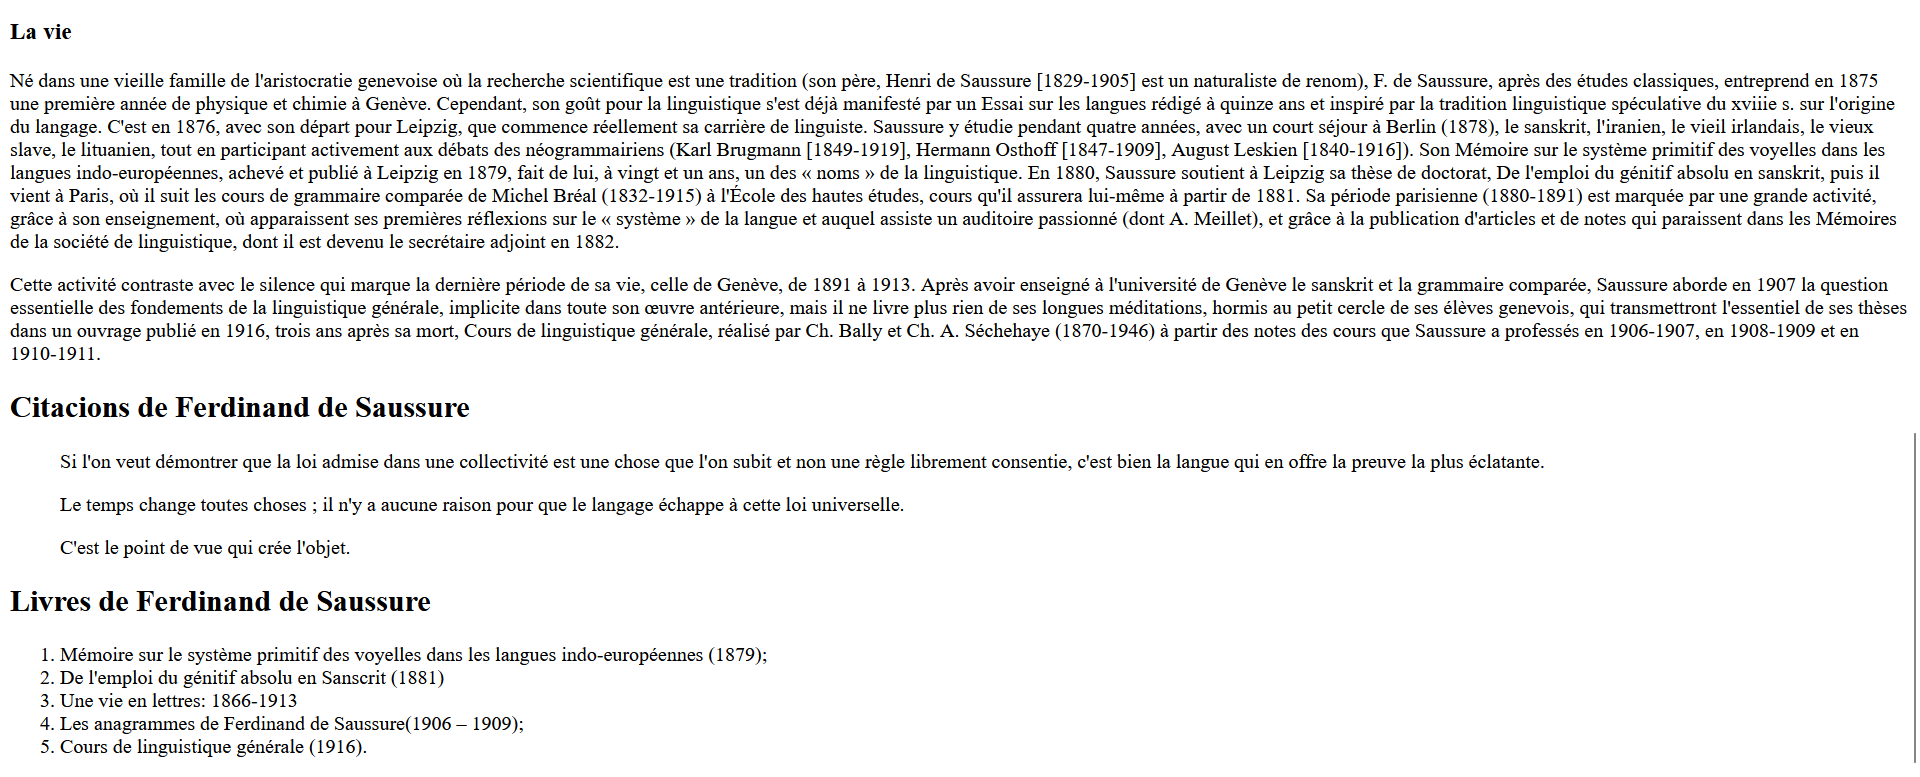 La vie
Né dans une vieille famille de l'aristocratie genevoise où la recherche scientifique est une tradition (son père, Henri de Saussure [1829-1905] est un naturaliste de renom), F. de Saussure, après des études classiques, entreprend en 1875
une première année de physique et chimie à Genève. Cependant, son goût pour la linguistique s'est déjà manifesté par un Essai sur les langues rédigé à quinze ans et inspiré par la tradition linguistique spéculative du xviiie s. sur l'origine
du langage. C'est en 1876, avec son départ pour Leipzig, que commence réellement sa carrière de linguiste. Saussure y étudie pendant quatre années, avec un court séjour à Berlin (1878), le sanskrit, l'iranien, le vieil irlandais, le vieux
slave, le lituanien, tout en participant activement aux débats des néogrammairiens (Karl Brugmann [1849-1919], Hermann Osthoff [1847-1909], August Leskien [1840-1916]). Son Mémoire sur le système primitif des voyelles dans les
langues indo-européennes, achevé et publié à Leipzig en 1879, fait de lui, à vingt et un ans, un des « noms » de la linguistique. En 1880, Saussure soutient à Leipzig sa thèse de doctorat, De l'emploi du génitif absolu en sanskrit, puis il
vient à Paris, où il suit les cours de grammaire comparée de Michel Bréal (1832-1915) à l'École des hautes études, cours qu'il assurera lui-même à partir de 1881. Sa période parisienne (1880-1891) est marquée par une grande activité,
grâce à son enseignement, où apparaissent ses premières réflexions sur le « système » de la langue et auquel assiste un auditoire passionné (dont A. Meillet), et grâce à la publication d'articles et de notes qui paraissent dans les Mémoires
de la société de linguistique, dont il est devenu le secrétaire adjoint en 1882.
Cette activité contraste avec le silence qui marque la dernière période de sa vie, celle de Genève, de 1891 à 1913. Après avoir enseigné à l'université de Genève le sanskrit et la grammaire comparée, Saussure aborde en 1907 la question
essentielle des fondements de la linguistique générale, implicite dans toute son œuvre antérieure, mais il ne livre plus rien de ses longues méditations, hormis au petit cercle de ses élèves genevois, qui transmettront l'essentiel de ses thèses
dans un ouvrage publié en 1916, trois ans après sa mort, Cours de linguistique générale, réalisé par Ch. Bally et Ch. A. Séchehaye (1870-1946) à partir des notes des cours que Saussure a professés en 1906-1907, en 1908-1909 et en
1910-1911.
Citacions de Ferdinand de Saussure
Si l'on veut démontrer que la loi admise dans une collectivité est une chose que l'on subit et non une règle librement consentie, c'est bien la langue qui en offre la preuve la plus éclatante.
Le temps change toutes choses ; il n'y a aucune raison pour que le langage échappe à cette loi universelle.
C'est le point de vue qui crée l'objet.
Livres de Ferdinand de Saussure
1. Mémoire sur le système primitif des voyelles dans les langues indo-européennes (1879);
2. De l'emploi du génitif absolu en Sanscrit (1881)
3. Une vie en lettres: 1866-1913
4. Les anagrammes de Ferdinand de Saussure(1906 – 1909);
5. Cours de linguistique générale (1916).